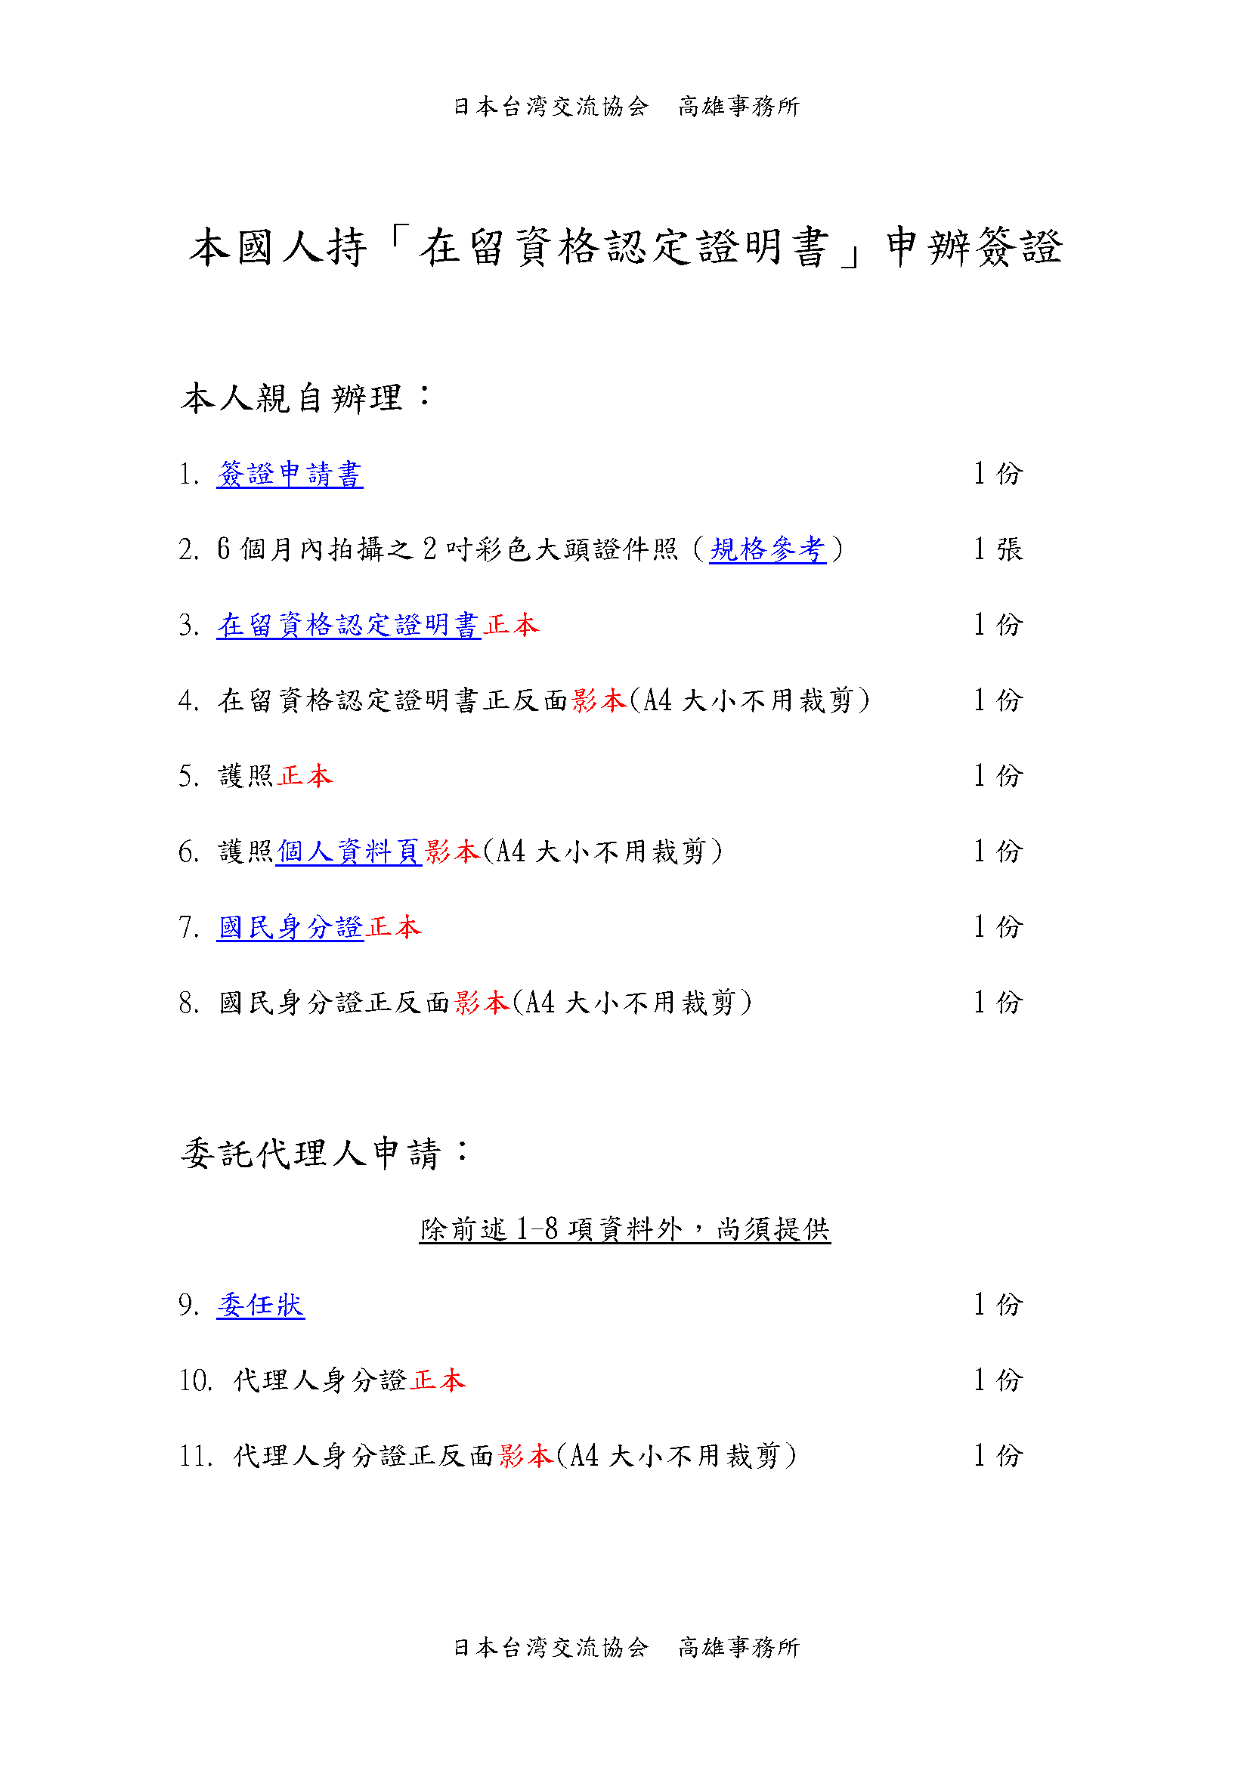 日本台湾交流協会　高雄事務所
本國人持「在留資格認定證明書」申辦簽證
本人親自辦理：
1. 簽證申請書 1 份
2. 6 個月內拍攝之 2 吋彩色大頭證件照（規格參考） 1 張
3. 在留資格認定證明書正本 1 份
4. 在留資格認定證明書正反面影本(A4 大小不用裁剪) 1 份
5. 護照正本 1 份
6. 護照個人資料頁影本(A4 大小不用裁剪) 1 份
7. 國民身分證正本 1 份
8. 國民身分證正反面影本(A4 大小不用裁剪) 1 份
委託代理人申請：
除前述 1-8 項資料外，尚須提供
9. 委任狀 1 份
10. 代理人身分證正本 1 份
11. 代理人身分證正反面影本(A4 大小不用裁剪) 1 份
日本台湾交流協会　高雄事務所